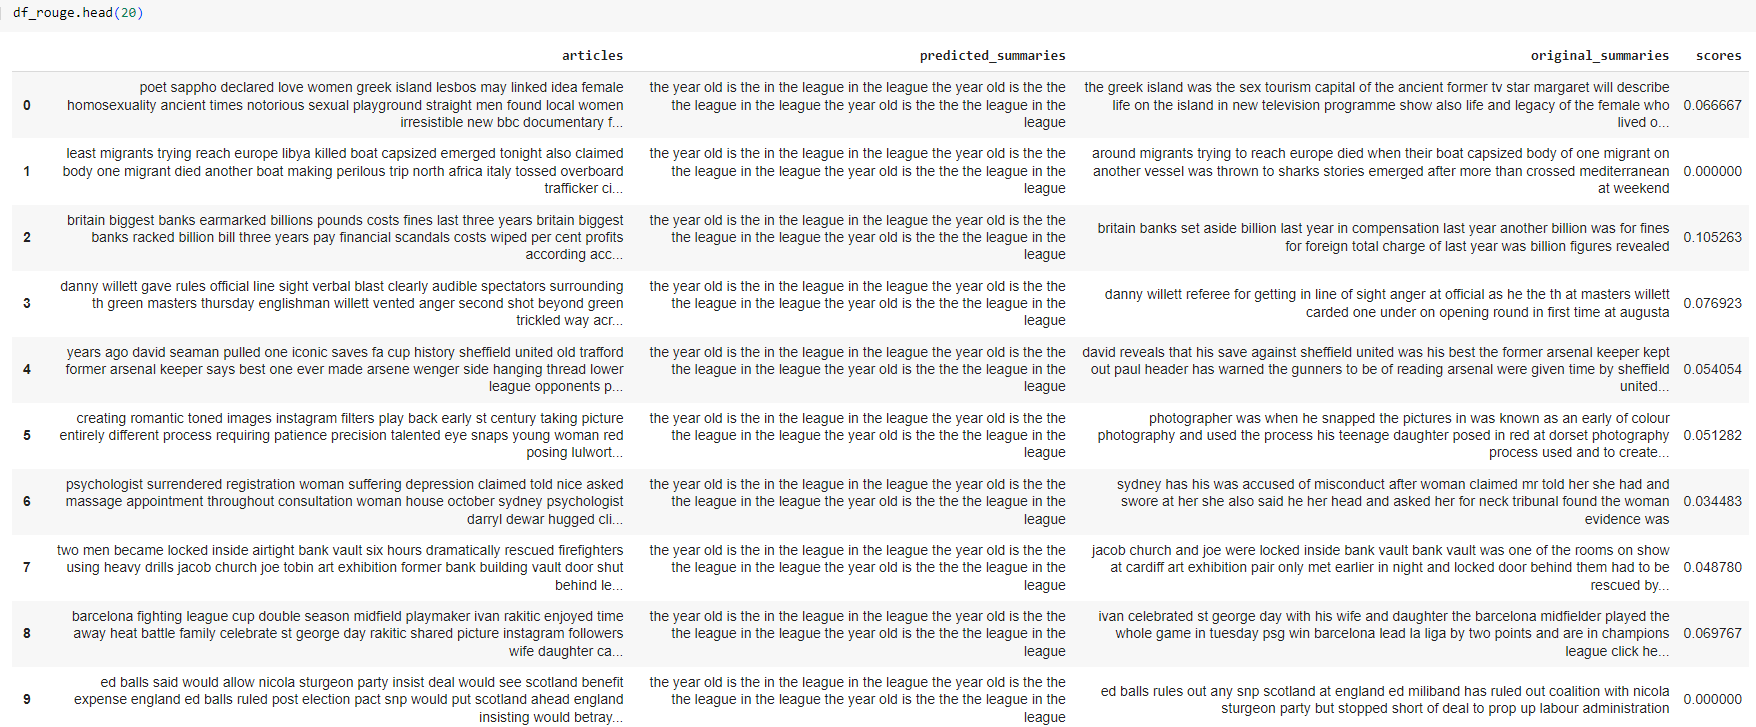 df_rouge.head(20)
articles predicted_summaries original_summaries scores
poet sappho declared love women greek island lesbos may linked idea female the year old is the in the league in the league the year old is the the the greek island was the sex tourism capital of the ancient former tv star margaret will describe
0 homosexuality ancient times notorious sexual playground straight men found local women the league in the league the year old is the the the league in the life on the island in new television programme show also life and legacy of the female who 0.066667
irresistible new bbc documentary f... league lived o...
least migrants trying reach europe libya killed boat capsized emerged tonight also claimed the year old is the in the league in the league the year old is the the around migrants trying to reach europe died when their boat capsized body of one migrant on
1 body one migrant died another boat making perilous trip north africa italy tossed overboard the league in the league the year old is the the the league in the another vessel was thrown to sharks stories emerged after more than crossed mediterranean 0.000000
trafficker ci... league at weekend
britain biggest banks earmarked billions pounds costs fines last three years britain biggest the year old is the in the league in the league the year old is the the britain banks set aside billion last year in compensation last year another billion was for fines
2 banks racked billion bill three years pay financial scandals costs wiped per cent profits the league in the league the year old is the the the league in the for foreign total charge of last year was billion figures revealed 0.105263
according acc... league
danny willett gave rules official line sight verbal blast clearly audible spectators surrounding the year old is the in the league in the league the year old is the the danny willett referee for getting in line of sight anger at official as he the th at masters willett
3 th green masters thursday englishman willett vented anger second shot beyond green the league in the league the year old is the the the league in the carded one under on opening round in first time at augusta 0.076923
trickled way acr... league
years ago david seaman pulled one iconic saves fa cup history sheffield united old trafford the year old is the in the league in the league the year old is the the david reveals that his save against sheffield united was his best the former arsenal keeper kept
4 former arsenal keeper says best one ever made arsene wenger side hanging thread lower the league in the league the year old is the the the league in the out paul header has warned the gunners to be of reading arsenal were given time by sheffield 0.054054
league opponents p... league united...
creating romantic toned images instagram filters play back early st century taking picture the year old is the in the league in the league the year old is the the photographer was when he snapped the pictures in was known as an early of colour
5 entirely different process requiring patience precision talented eye snaps young woman red the league in the league the year old is the the the league in the photography and used the process his teenage daughter posed in red at dorset photography 0.051282
posing lulwort... league process used and to create...
psychologist surrendered registration woman suffering depression claimed told nice asked the year old is the in the league in the league the year old is the the sydney has his was accused of misconduct after woman claimed mr told her she had and
6 massage appointment throughout consultation woman house october sydney psychologist the league in the league the year old is the the the league in the swore at her she also said he her head and asked her for neck tribunal found the woman 0.034483
darryl dewar hugged cli... league evidence was
two men became locked inside airtight bank vault six hours dramatically rescued firefighters the year old is the in the league in the league the year old is the the jacob church and joe were locked inside bank vault bank vault was one of the rooms on show
7 using heavy drills jacob church joe tobin art exhibition former bank building vault door shut the league in the league the year old is the the the league in the at cardiff art exhibition pair only met earlier in night and locked door behind them had to be 0.048780
behind le... league rescued by...
barcelona fighting league cup double season midfield playmaker ivan rakitic enjoyed time the year old is the in the league in the league the year old is the the ivan celebrated st george day with his wife and daughter the barcelona midfielder played the
8 away heat battle family celebrate st george day rakitic shared picture instagram followers the league in the league the year old is the the the league in the whole game in tuesday psg win barcelona lead la liga by two points and are in champions 0.069767
wife daughter ca... league league click he...
ed balls said would allow nicola sturgeon party insist deal would see scotland benefit the year old is the in the league in the league the year old is the the ed balls rules out any snp scotland at england ed miliband has ruled out coalition with nicola
9 expense england ed balls ruled post election pact snp would put scotland ahead england the league in the league the year old is the the the league in the sturgeon party but stopped short of deal to prop up labour administration 0.000000
insisting would betray... league